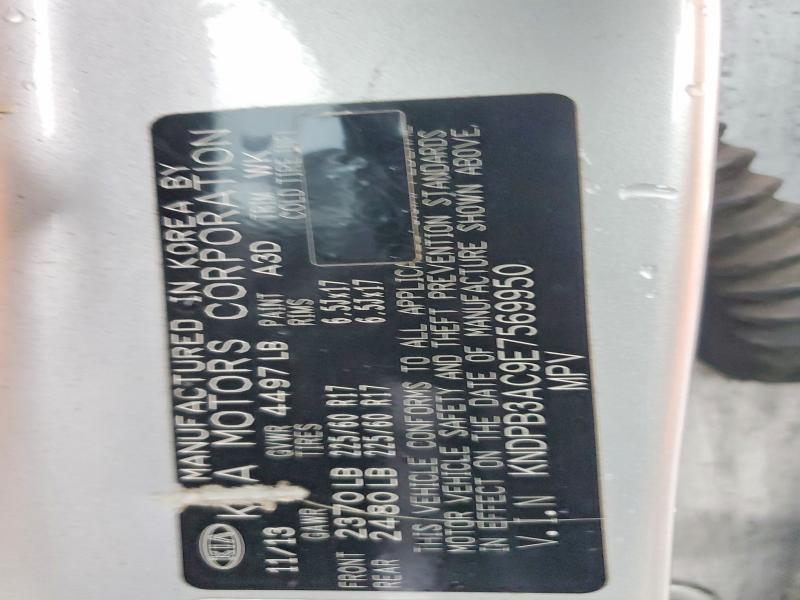 MANUFACTURED IN KOREA BY
KIA KIA MOTORS CORPORATION
11/13 GVWR 4497LB PAINT A3D TRM WK
GAWR TIRES RIMS COLD TIRE
FRONT 2370LB 225/60 R17 6.5Jx17
REAR 2480LB 225/60 R17 6.5Jx17
THIS VEHICLE CONFORMS TO ALL
MOTOR VEHICLE SAFETY AND THEFT PREVENTION STANDARDS
IN EFFECT ON THE DATE OF MANUFACTURE SHOWN ABOVE.
V.I.N KNDPB3AC9E7569950
MPV